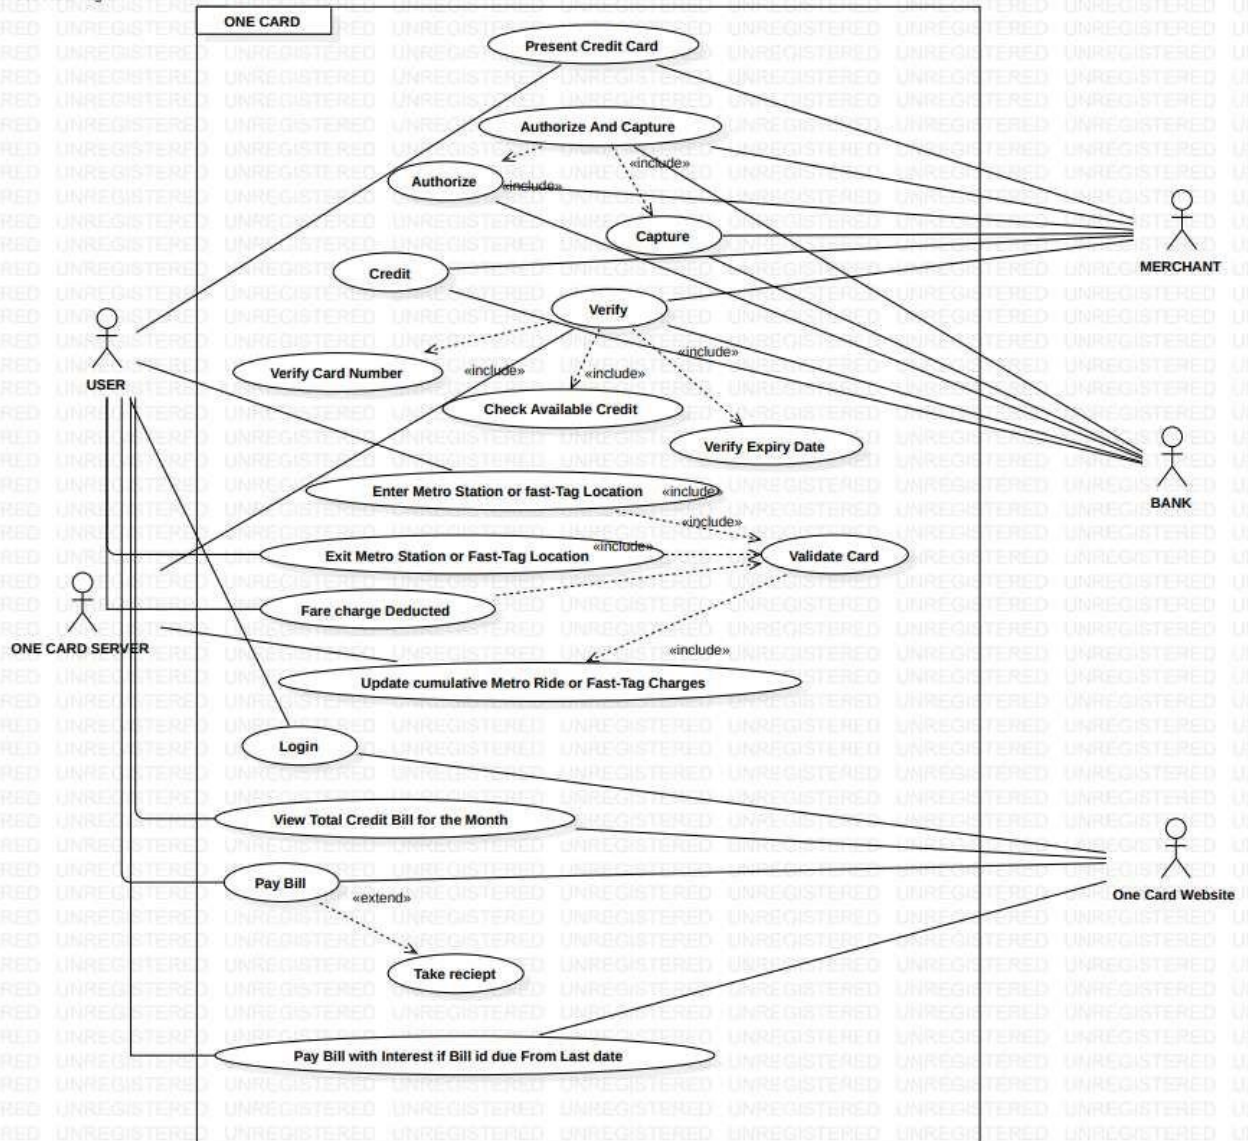 ONE CARD
Present Credit Card
Authorize And Capture
«include»
Authorize
«include»
Capture
MERCHANT
Credit
Verify
«include»
USER
Verify Card Number
«include»
«include»
Check Available Credit
Verify Expiry Date
BANK
Enter Metro Station or fast-Tag Location
«include»
«include»
Exit Metro Station or Fast-Tag Location
«include»
Validate Card
Fare charge Deducted
ONE CARD SERVER
«include»
Update cumulative Metro Ride or Fast-Tag Charges
Login
View Total Credit Bill for the Month
Pay Bill
«extend»
One Card Website
Take reciept
Pay Bill with Interest if Bill id due From Last date
UNREGISTERED